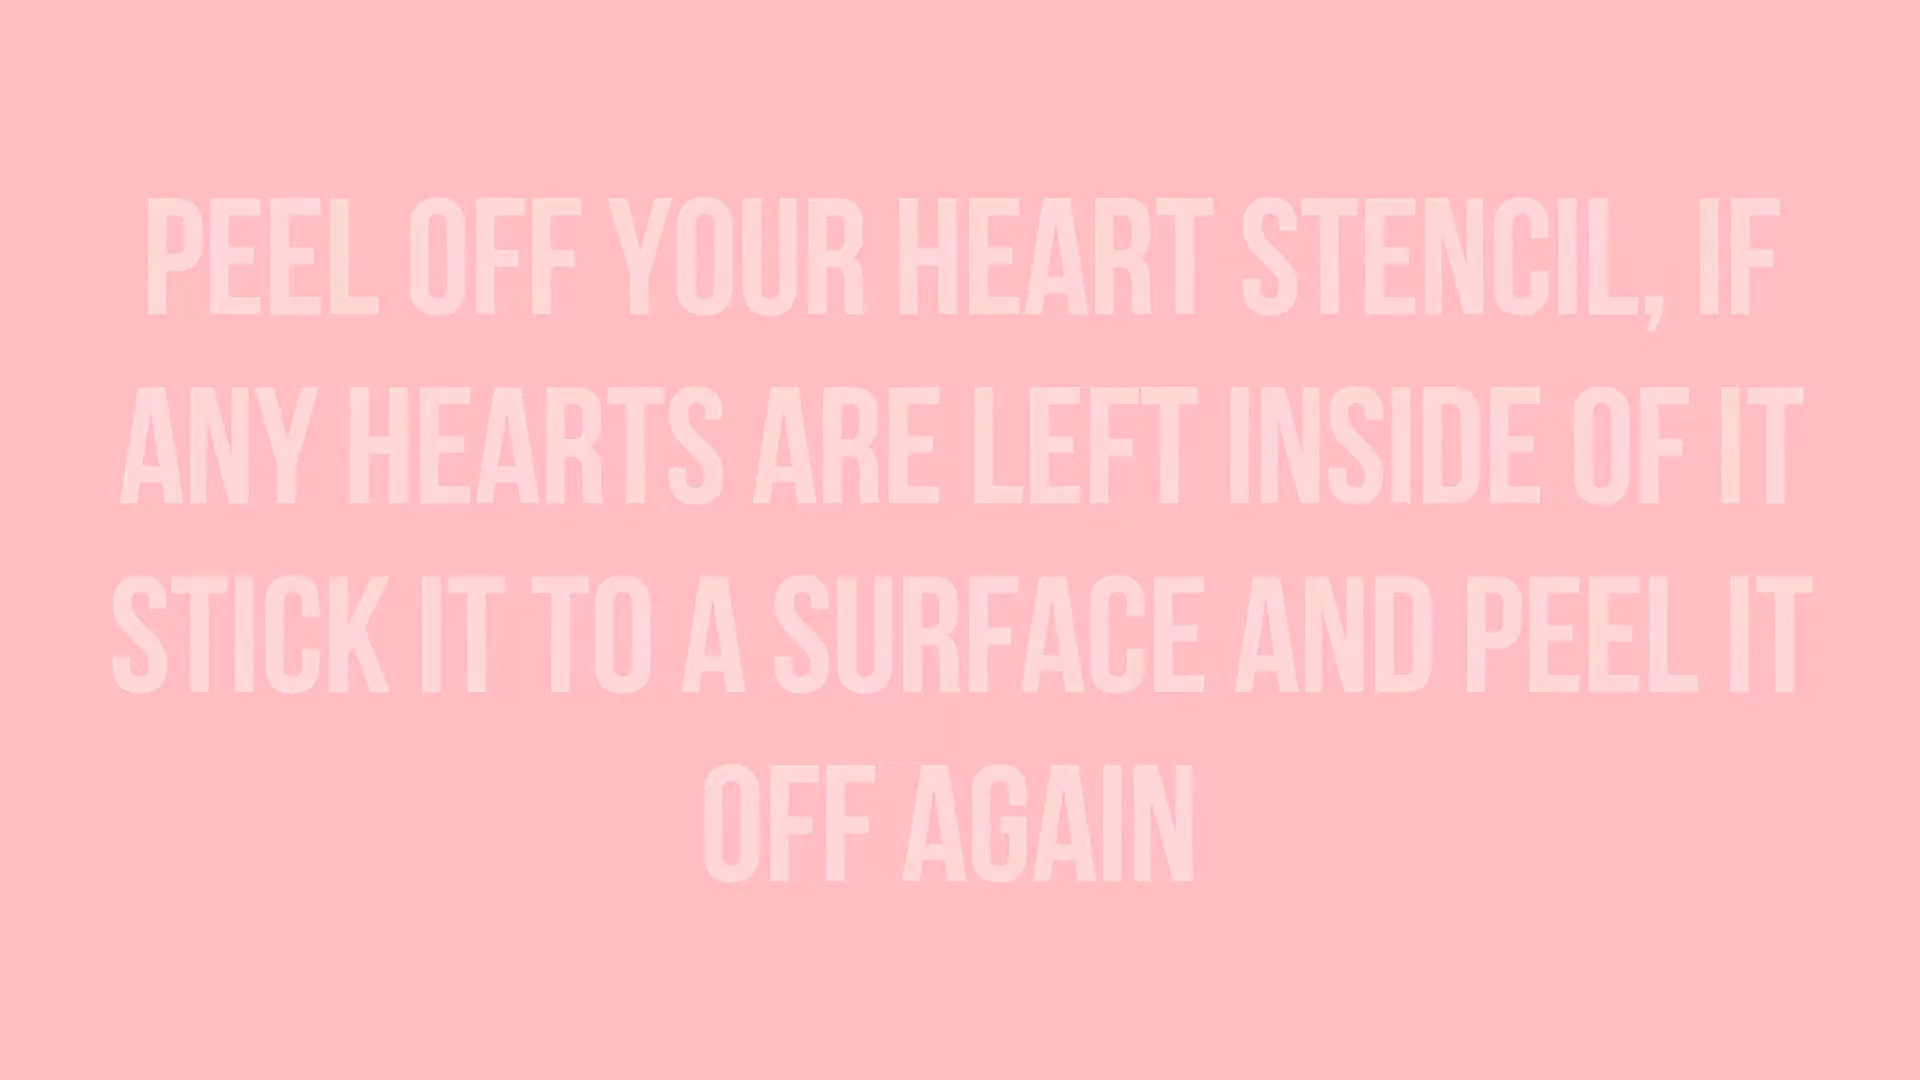 PEEL OFF YOUR HEART STENCIL, IF
ANY HEARTS ARE LEFT INSIDE OF IT
STICK IT TO A SURFACE AND PEEL IT
OFF AGAIN